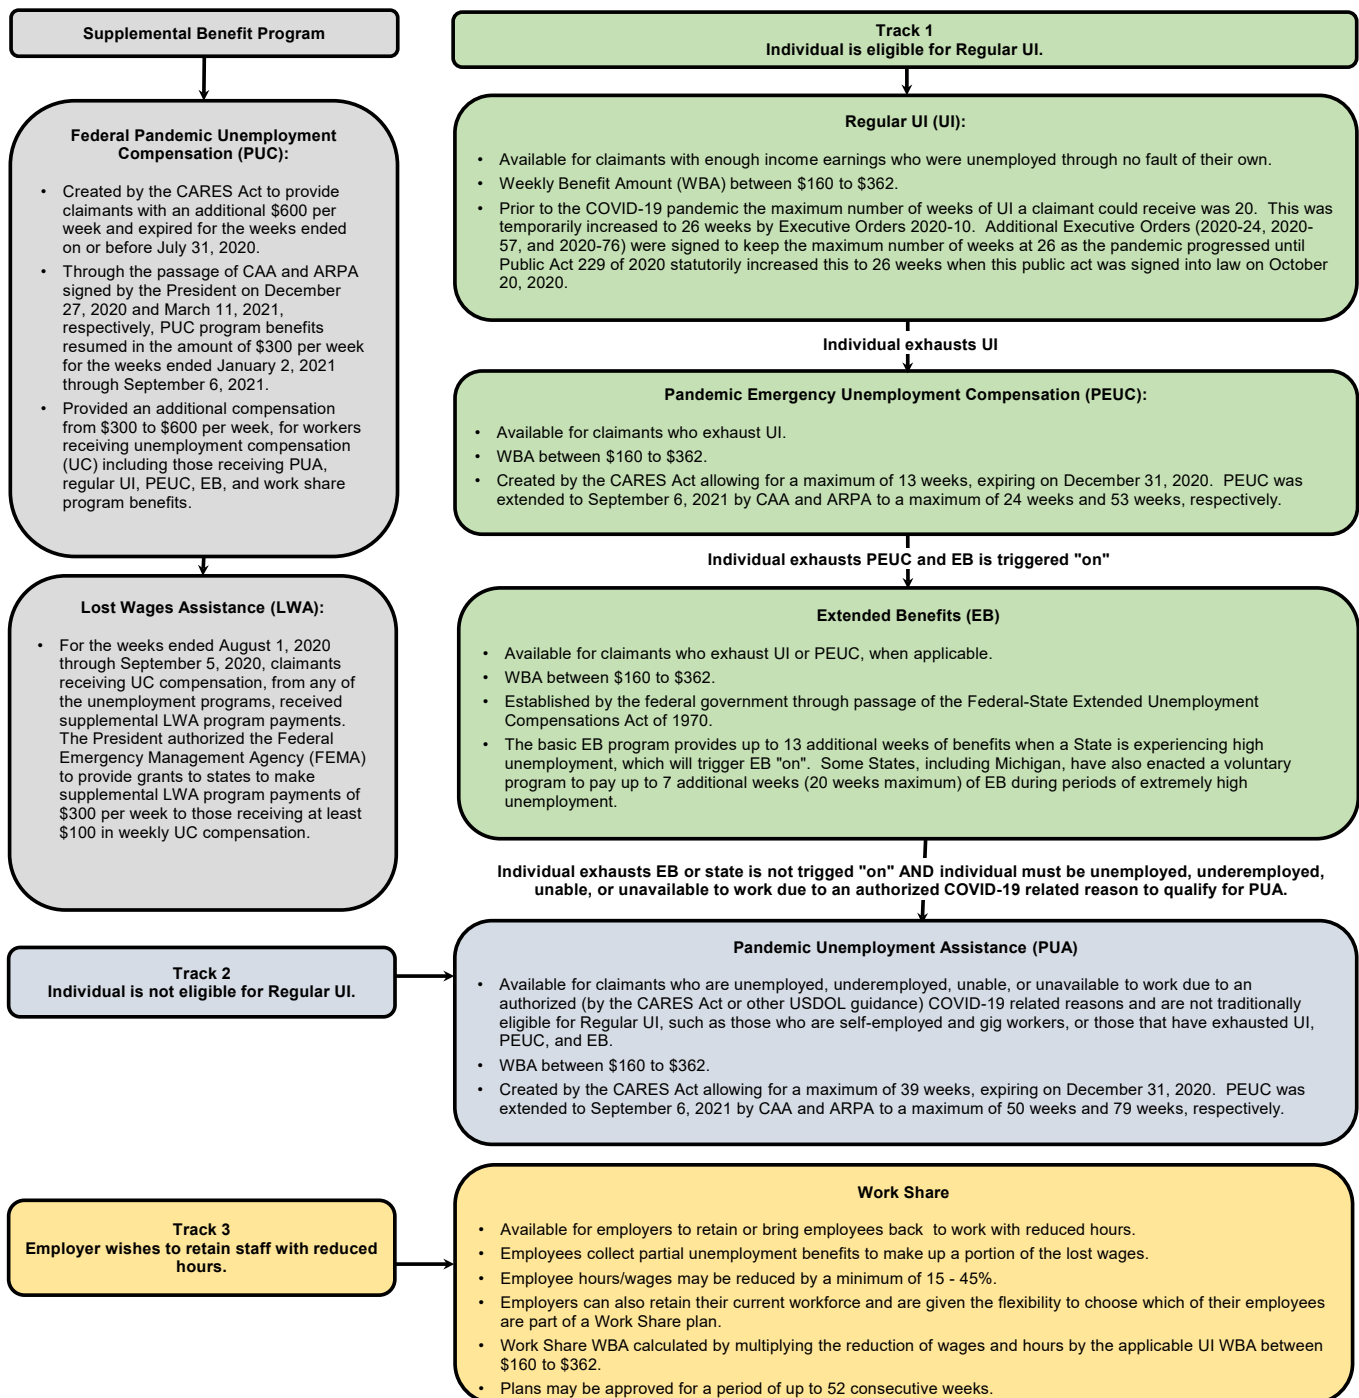 Supplemental Benefit Program
Federal Pandemic Unemployment
Compensation (PUC):
• Created by the CARES Act to provide
claimants with an additional $600 per
week and expired for the weeks ended
on or before July 31, 2020.
• Through the passage of CAA and ARPA
signed by the President on December
27, 2020 and March 11, 2021,
respectively, PUC program benefits
resumed in the amount of $300 per week
for the weeks ended January 2, 2021
through September 6, 2021.
• Provided an additional compensation
from $300 to $600 per week, for workers
receiving unemployment compensation
(UC) including those receiving PUA,
regular UI, PEUC, EB, and work share
program benefits.
Lost Wages Assistance (LWA):
• For the weeks ended August 1, 2020
through September 5, 2020, claimants
receiving UC compensation, from any of
the unemployment programs, received
supplemental LWA program payments.
The President authorized the Federal
Emergency Management Agency (FEMA)
to provide grants to states to make
supplemental LWA program payments of
$300 per week to those receiving at least
$100 in weekly UC compensation.
Track 1
Individual is eligible for Regular UI.
Regular UI (UI):
• Available for claimants with enough income earnings who were unemployed through no fault of their own.
• Weekly Benefit Amount (WBA) between $160 to $362.
• Prior to the COVID-19 pandemic the maximum number of weeks of UI a claimant could receive was 20. This was
temporarily increased to 26 weeks by Executive Orders 2020-10. Additional Executive Orders (2020-24, 2020-
57, and 2020-76) were signed to keep the maximum number of weeks at 26 as the pandemic progressed until
Public Act 229 of 2020 statutorily increased this to 26 weeks when this public act was signed into law on October
20, 2020.
Individual exhausts UI
Pandemic Emergency Unemployment Compensation (PEUC):
• Available for claimants who exhaust UI.
• WBA between $160 to $362.
• Created by the CARES Act allowing for a maximum of 13 weeks, expiring on December 31, 2020. PEUC was
extended to September 6, 2021 by CAA and ARPA to a maximum of 24 weeks and 53 weeks, respectively.
Individual exhausts PEUC and EB is triggered "on"
Extended Benefits (EB)
• Available for claimants who exhaust UI or PEUC, when applicable.
• WBA between $160 to $362.
• Established by the federal government through passage of the Federal-State Extended Unemployment
Compensations Act of 1970.
• The basic EB program provides up to 13 additional weeks of benefits when a State is experiencing high
unemployment, which will trigger EB "on". Some States, including Michigan, have also enacted a voluntary
program to pay up to 7 additional weeks (20 weeks maximum) of EB during periods of extremely high
unemployment.
Individual exhausts EB or state is not trigged "on" AND individual must be unemployed, underemployed,
unable, or unavailable to work due to an authorized COVID-19 related reason to qualify for PUA.
Track 2
Individual is not eligible for Regular UI.
Pandemic Unemployment Assistance (PUA)
• Available for claimants who are unemployed, underemployed, unable, or unavailable to work due to an
authorized (by the CARES Act or other USDOL guidance) COVID-19 related reasons and are not traditionally
eligible for Regular UI, such as those who are self-employed and gig workers, or those that have exhausted UI,
PEUC, and EB.
• WBA between $160 to $362.
• Created by the CARES Act allowing for a maximum of 39 weeks, expiring on December 31, 2020. PEUC was
extended to September 6, 2021 by CAA and ARPA to a maximum of 50 weeks and 79 weeks, respectively.
Track 3
Employer wishes to retain staff with reduced
hours.
Work Share
• Available for employers to retain or bring employees back to work with reduced hours.
• Employees collect partial unemployment benefits to make up a portion of the lost wages.
• Employee hours/wages may be reduced by a minimum of 15 - 45%.
• Employers can also retain their current workforce and are given the flexibility to choose which of their employees
are part of a Work Share plan.
• Work Share WBA calculated by multiplying the reduction of wages and hours by the applicable UI WBA between
$160 to $362.
• Plans may be approved for a period of up to 52 consecutive weeks.